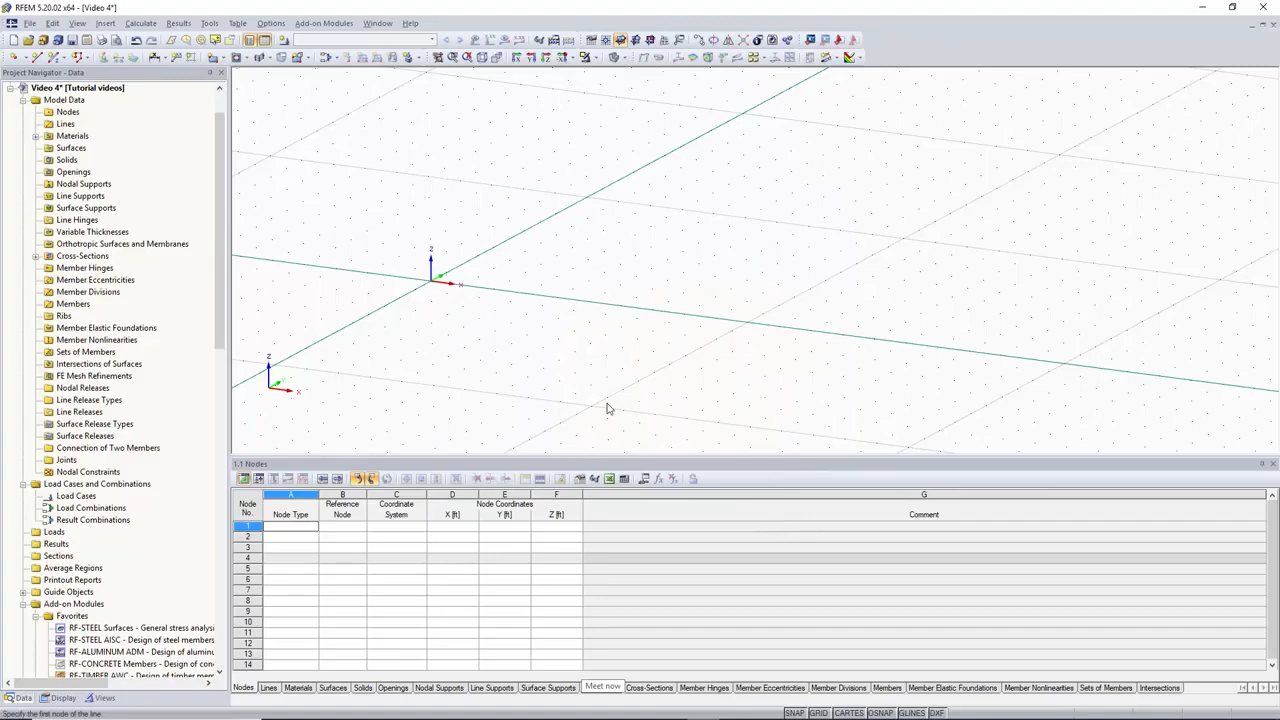 RFEM 5.20.02 x64 - [Video 4*]
File Edit View Insert Calculate Results Tools Table Options Add-on Modules Window Help
Project Navigator - Data
Video 4* [Tutorial videos]
Model Data
Nodes
Lines
Materials
Surfaces
Solids
Openings
Nodal Supports
Line Supports
Surface Supports
Line Hinges
Variable Thicknesses
Orthotropic Surfaces and Membranes
Cross-Sections
Member Hinges
Member Eccentricities
Member Divisions
Members
Ribs
Member Elastic Foundations
Member Nonlinearities
Sets of Members
Intersections of Surfaces
FE Mesh Refinements
Nodal Releases
Line Release Types
Line Releases
Surface Release Types
Surface Releases
Connection of Two Members
Joints
Nodal Constraints
Load Cases and Combinations
Load Cases
Load Combinations
Result Combinations
Loads
Results
Sections
Average Regions
Printout Reports
Guide Objects
Add-on Modules
Favorites
RF-STEEL Surfaces - General stress analysi
RF-STEEL AISC - Design of steel members
RF-ALUMINUM ADM - Design of aluminu
RF-CONCRETE Members - Design of con
RF-TIMBER AWC - Design of timber mem
Data Display Views
Z
X
Z
X
1.1 Nodes
A B C D E F G
Node Reference Coordinate Node Coordinates
No. Node Type Node System X [ft] Y [ft] Z [ft] Comment
1
2
3
4
5
6
7
8
9
10
11
12
13
14
Nodes Lines Materials Surfaces Solids Openings Nodal Supports Line Supports Surface Supports Meet now Cross-Sections Member Hinges Member Eccentricities Member Divisions Members Member Elastic Foundations Member Nonlinearities Sets of Members Intersections
Specify the first node of the line.
SNAP GRID CARTES OSNAP GLINES DXF